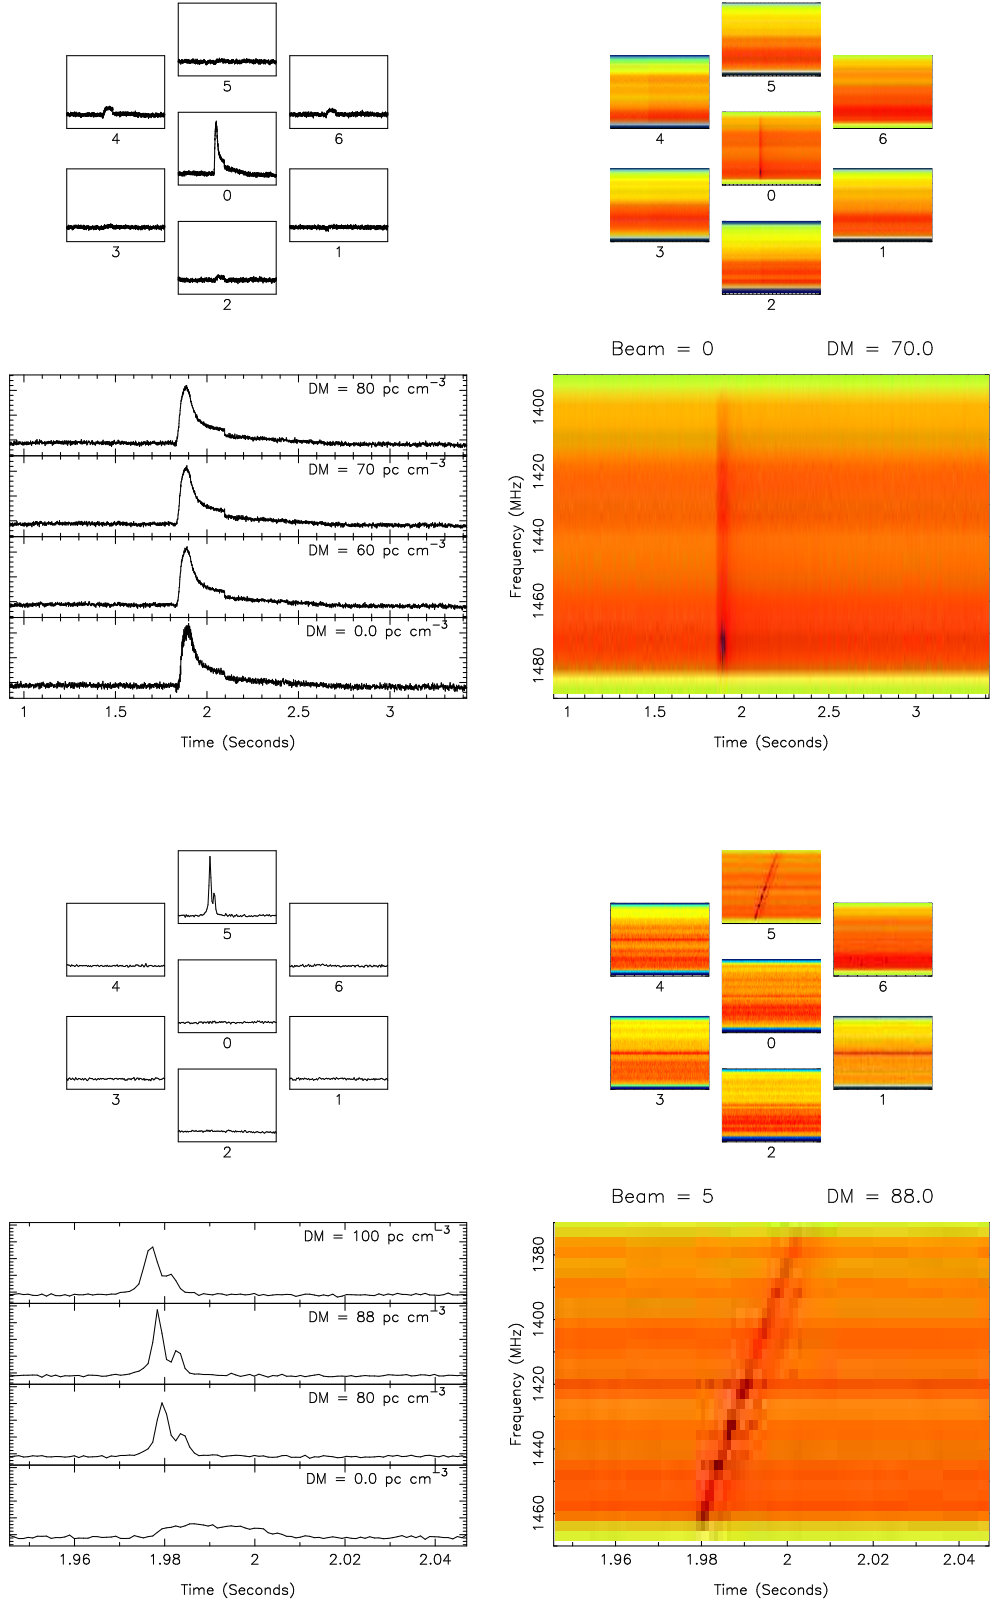 5
5
4
6
4
6
0
0
3
1
3
1
2
2
Beam = 0
DM = 70.0
DM = 80 pc cm−3
DM = 70 pc cm−3
DM = 60 pc cm−3
DM = 0.0 pc cm−3
1 1.5 2 2.5 3
Time (Seconds)
Frequency (MHz)
1400
1420
1440
1460
1480
1 1.5 2 2.5 3
Time (Seconds)
5
5
4
6
4
6
0
0
3
1
3
1
2
2
Beam = 5
DM = 88.0
DM = 100 pc cm−3
DM = 88 pc cm−3
DM = 80 pc cm−3
DM = 0.0 pc cm−3
1.96 1.98 2 2.02 2.04
Time (Seconds)
Frequency (MHz)
1380
1400
1420
1440
1460
1.96 1.98 2 2.02 2.04
Time (Seconds)